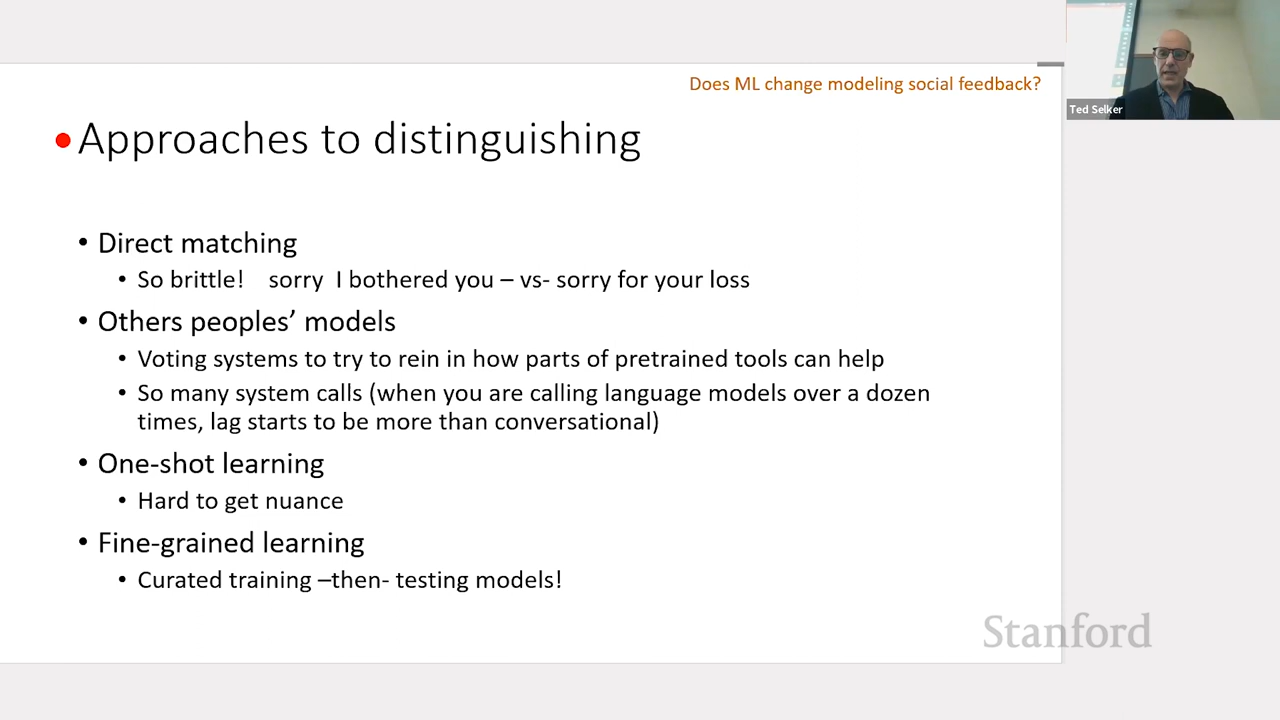 Does ML change modeling social feedback?
Ted Selker
• Approaches to distinguishing
• Direct matching
• So brittle! sorry I bothered you – vs- sorry for your loss
• Others peoples’ models
• Voting systems to try to rein in how parts of pretrained tools can help
• So many system calls (when you are calling language models over a dozen
times, lag starts to be more than conversational)
• One-shot learning
• Hard to get nuance
• Fine-grained learning
• Curated training –then- testing models!
Stanford